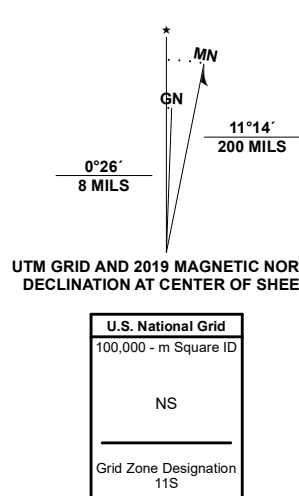 ★
MN
GN
11°14´
200 MILS
0°26´
8 MILS
UTM GRID AND 2019 MAGNETIC NOR
DECLINATION AT CENTER OF SHEE
U.S. National Grid
100,000 - m Square ID
NS
Grid Zone Designation
11S